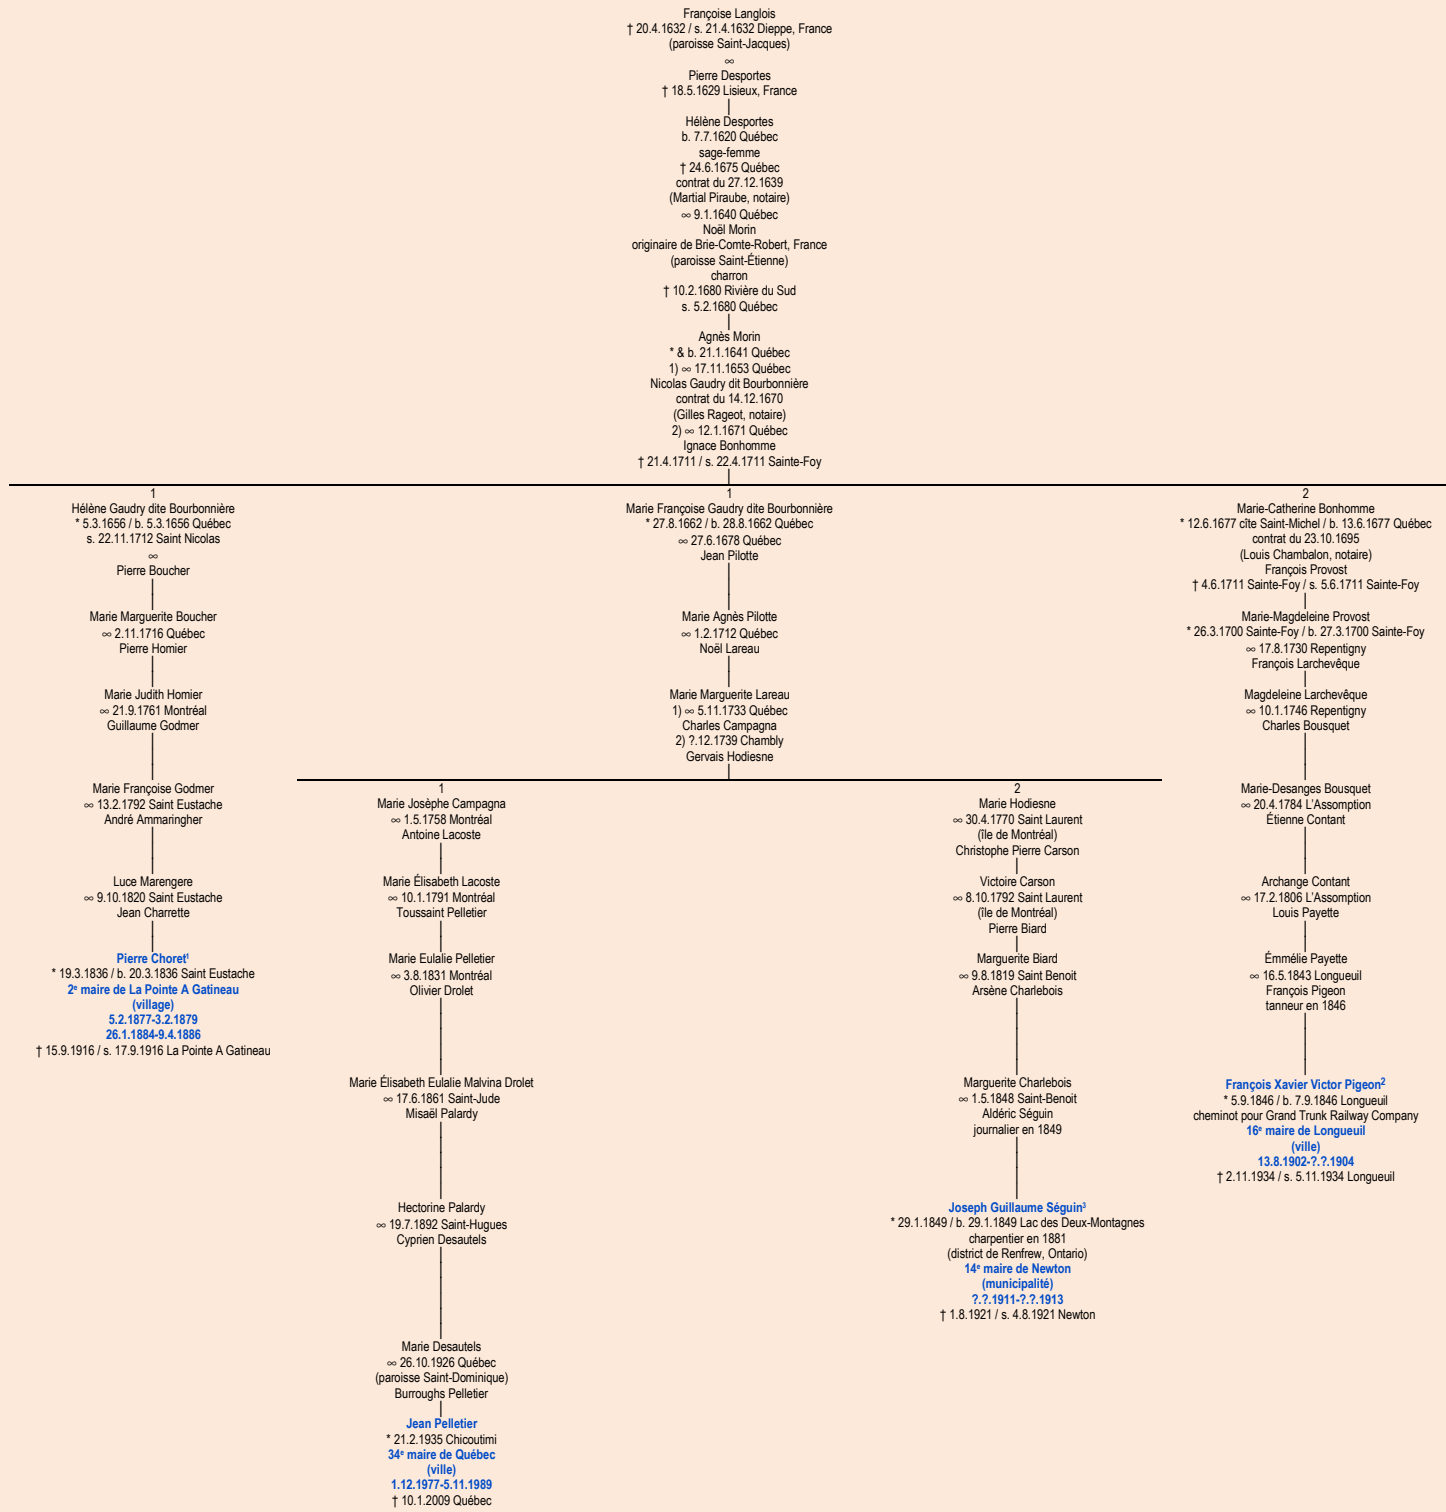 Françoise Langlois
† 20.4.1632 / s. 21.4.1632 Dieppe, France
(paroisse Saint-Jacques)
∞
Pierre Desportes
† 18.5.1629 Lisieux, France
Hélène Desportes
b. 7.7.1620 Québec
sage-femme
† 24.6.1675 Québec
contrat du 27.12.1639
(Martial Piraube, notaire)
∞ 9.1.1640 Québec
Noël Morin
originaire de Brie-Comte-Robert, France
(paroisse Saint-Étienne)
charron
† 10.2.1680 Rivière du Sud
s. 5.2.1680 Québec
Agnès Morin
* & b. 21.1.1641 Québec
1) ∞ 17.11.1653 Québec
Nicolas Gaudry dit Bourbonnière
contrat du 14.12.1670
(Gilles Rageot, notaire)
2) ∞ 12.1.1671 Québec
Ignace Bonhomme
† 21.4.1711 / s. 22.4.1711 Sainte-Foy
1
Hélène Gaudry dite Bourbonnière
* 5.3.1656 / b. 5.3.1656 Québec
s. 22.11.1712 Saint Nicolas
∞
Pierre Boucher
Marie Marguerite Boucher
∞ 2.11.1716 Québec
Pierre Homier
Marie Judith Homier
∞ 21.9.1761 Montréal
Guillaume Godmer
Marie Françoise Godmer
∞ 13.2.1792 Saint Eustache
André Ammaringher
Luce Marengere
∞ 9.10.1820 Saint Eustache
Jean Charrette
Pierre Choret¹
* 19.3.1836 / b. 20.3.1836 Saint Eustache
2ᵉ maire de La Pointe A Gatineau
(village)
5.2.1877-3.2.1879
26.1.1884-9.4.1886
† 15.9.1916 / s. 17.9.1916 La Pointe A Gatineau
1
Marie Françoise Gaudry dite Bourbonnière
* 27.8.1662 / b. 28.8.1662 Québec
∞ 27.6.1678 Québec
Jean Pilotte
Marie Agnès Pilotte
∞ 1.2.1712 Québec
Noël Lareau
Marie Marguerite Lareau
1) ∞ 5.11.1733 Québec
Charles Campagna
2) ?.12.1739 Chambly
Gervais Hodiesne
1
Marie Josèphe Campagna
∞ 1.5.1758 Montréal
Antoine Lacoste
Marie Élisabeth Lacoste
∞ 10.1.1791 Montréal
Toussaint Pelletier
Marie Eulalie Pelletier
∞ 3.8.1831 Montréal
Olivier Drolet
Marie Élisabeth Eulalie Malvina Drolet
∞ 17.6.1861 Saint-Jude
Misaël Palardy
Hectorine Palardy
∞ 19.7.1892 Saint-Hugues
Cyprien Desautels
Marie Desautels
∞ 26.10.1926 Québec
(paroisse Saint-Dominique)
Burroughs Pelletier
Jean Pelletier
* 21.2.1935 Chicoutimi
34ᵉ maire de Québec
(ville)
1.12.1977-5.11.1989
† 10.1.2009 Québec
2
Marie Hodiesne
∞ 30.4.1770 Saint Laurent
(île de Montréal)
Christophe Pierre Carson
Victoire Carson
∞ 8.10.1792 Saint Laurent
(île de Montréal)
Pierre Biard
Marguerite Biard
∞ 9.8.1819 Saint Benoit
Arsène Charlebois
Marguerite Charlebois
∞ 1.5.1848 Saint-Benoit
Aldéric Séguin
journalier en 1849
Joseph Guillaume Séguin³
* 29.1.1849 / b. 29.1.1849 Lac des Deux-Montagnes
charpentier en 1881
(district de Renfrew, Ontario)
14ᵉ maire de Newton
(municipalité)
?.?.1911-?.?.1913
† 1.8.1921 / s. 4.8.1921 Newton
2
Marie-Catherine Bonhomme
* 12.6.1677 cîte Saint-Michel / b. 13.6.1677 Québec
contrat du 23.10.1695
(Louis Chambalon, notaire)
François Provost
† 4.6.1711 Sainte-Foy / s. 5.6.1711 Sainte-Foy
Marie-Magdeleine Provost
* 26.3.1700 Sainte-Foy / b. 27.3.1700 Sainte-Foy
∞ 17.8.1730 Repentigny
François Larchevêque
Magdeleine Larchevêque
∞ 10.1.1746 Repentigny
Charles Bousquet
Marie-Desanges Bousquet
∞ 20.4.1784 L'Assomption
Étienne Contant
Archange Contant
∞ 17.2.1806 L'Assomption
Louis Payette
Émmélie Payette
∞ 16.5.1843 Longueuil
François Pigeon
tanneur en 1846
François Xavier Victor Pigeon²
* 5.9.1846 / b. 7.9.1846 Longueuil
cheminot pour Grand Trunk Railway Company
16ᵉ maire de Longueuil
(ville)
13.8.1902-?.?.1904
† 2.11.1934 / s. 5.11.1934 Longueuil